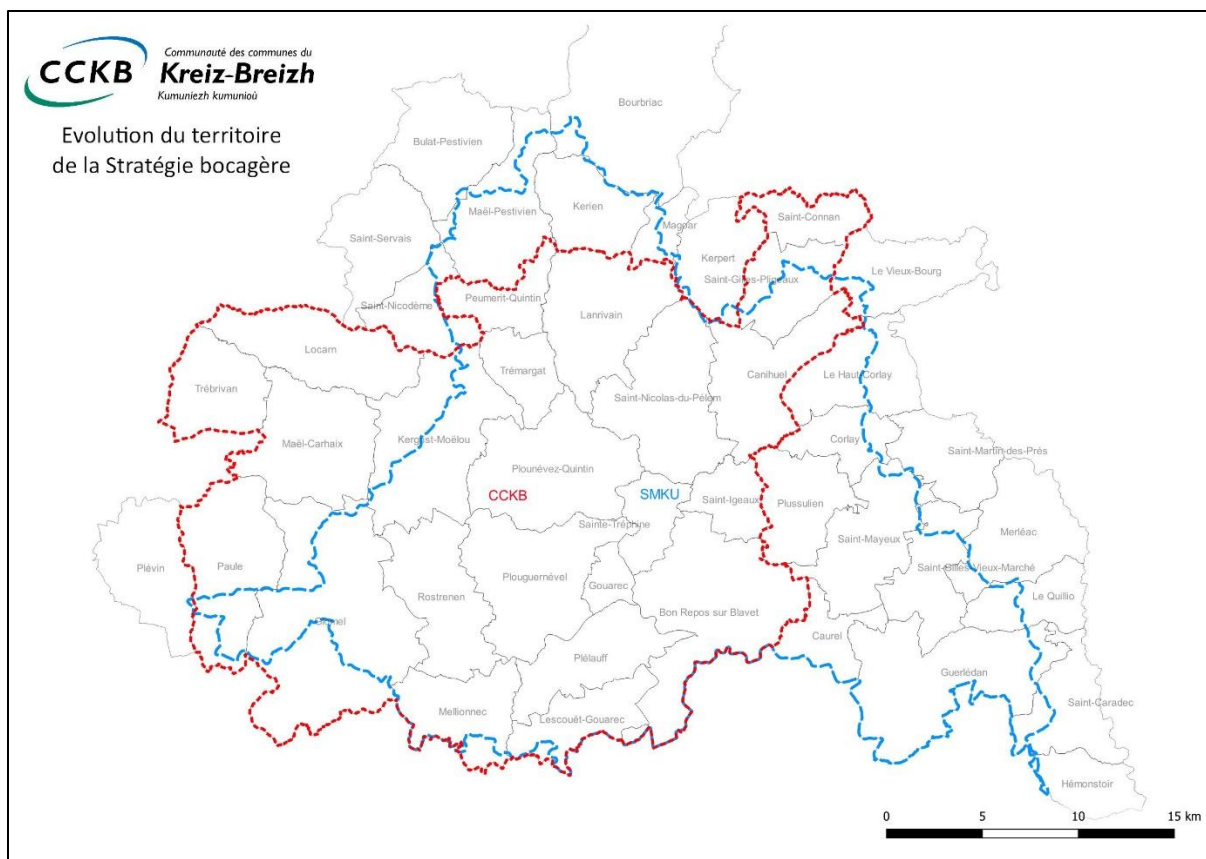 CCKB
Communauté des communes du
Kreiz-Breizh
Kumuniezh kumunioù
Evolution du territoire
de la Stratégie bocagère
Bourbriac
Bulat-Pestivien
Maël-Pestivien
Kerien
Magoar
Saint-Connan
Saint-Servais
Kerpert
Saint-Gilles-Pligeaux
Le Vieux-Bourg
Saint-Nicodème
Peumerit-Quintin
Lanrivain
Locarn
Trébrivan
Trémargat
Canihuel
Le Haut-Corlay
Saint-Nicolas-du-Pélem
Maël-Carhaix
Kergrist-Moëlou
Corlay
Saint-Martin-des-Prés
Plounévez-Quintin
CCKB
SMKU
Saint-Igeaux
Plussulien
Sainte-Tréphine
Merléac
Saint-Mayeux
Plévin
Paule
Plouguernével
Gouarec
Saint-Gilles-Vieux-Marché
Rostrenen
Le Quillio
Bon Repos sur Blavet
Glomel
Caurel
Plélauff
Guerlédan
Mellionnec
Lescouët-Gouarec
Saint-Caradec
Hémonstoir
0 5 10 15 km